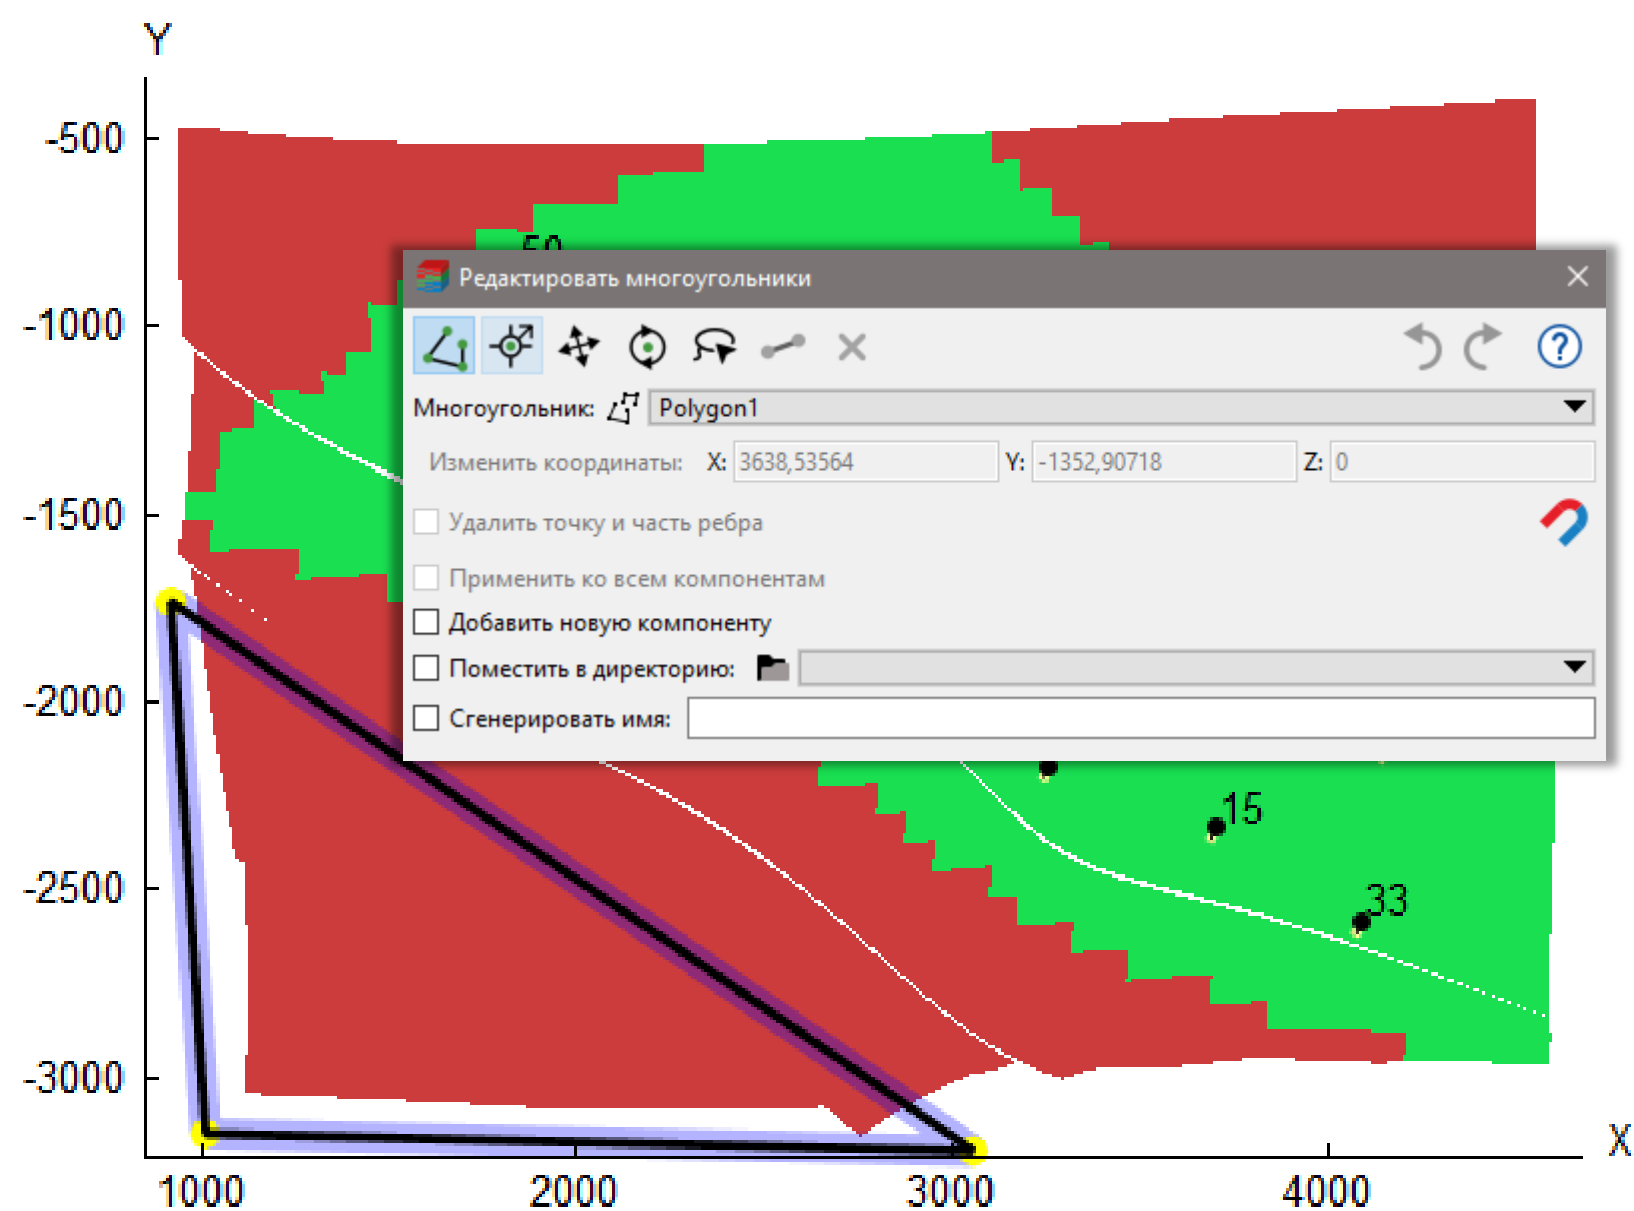 Y
-500
50
Редактировать многоугольники
-1000
Многоугольник: Polygon1
Изменить координаты: X: 3638,53564 Y: -1352,90718 Z: 0
-1500
Удалить точку и часть ребра
Применить ко всем компонентам
Добавить новую компоненту
Поместить в директорию:
-2000
Сгенерировать имя:
15
-2500
33
-3000
X
1000 2000 3000 4000